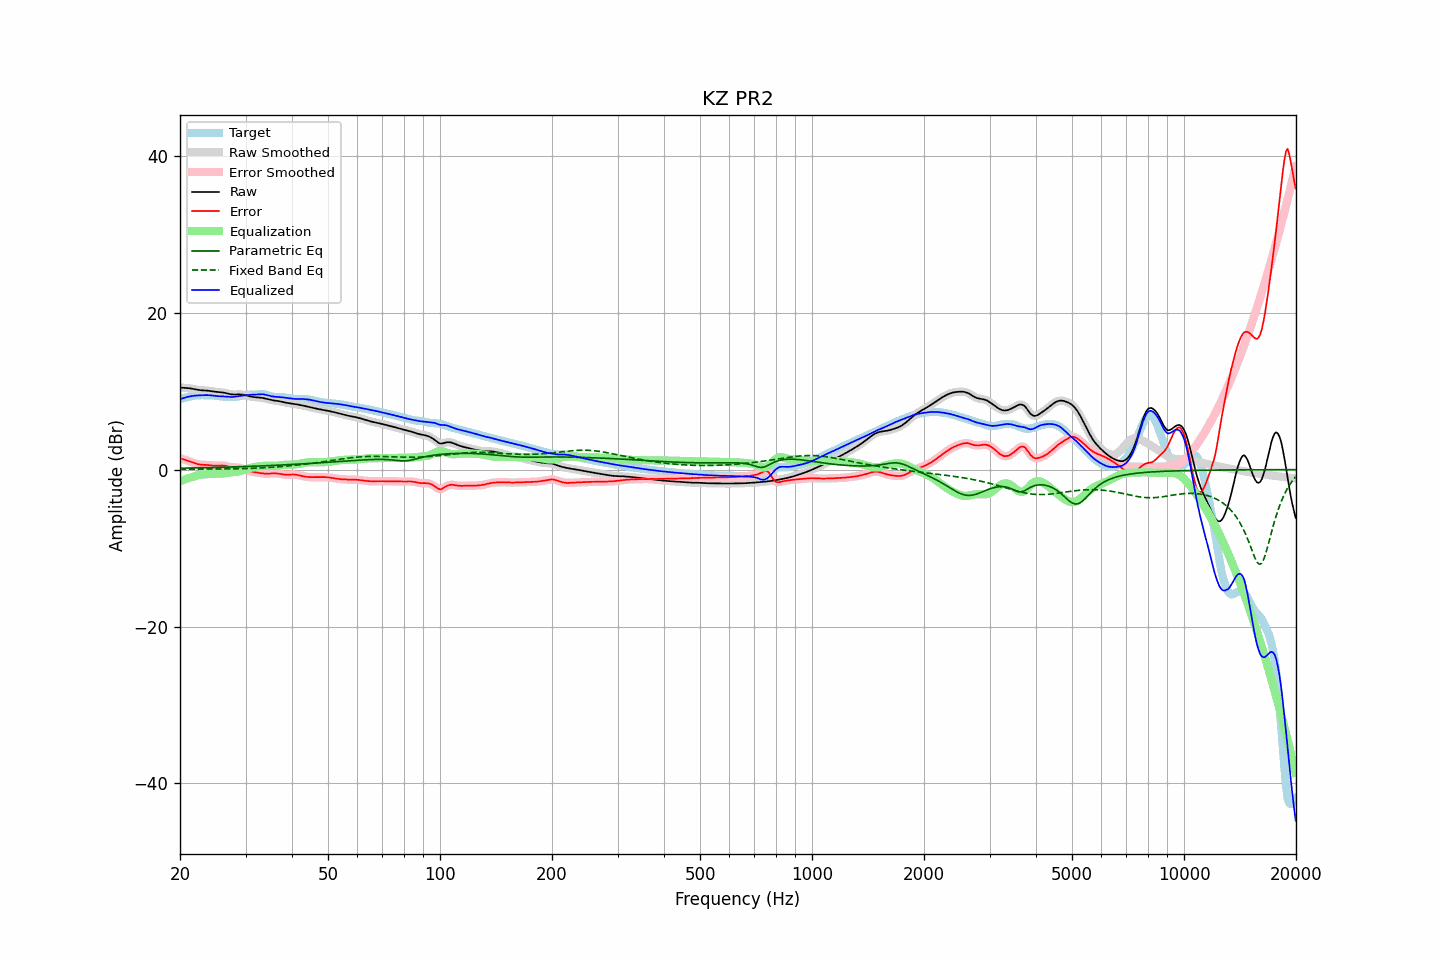 KZ PR2
Target
Raw Smoothed
Error Smoothed
Raw
Error
Equalization
Parametric Eq
Fixed Band Eq
Equalized
Amplitude (dBr)
40
20
0
−20
−40
20
50
100
200
500
1000
2000
5000
10000
20000
Frequency (Hz)